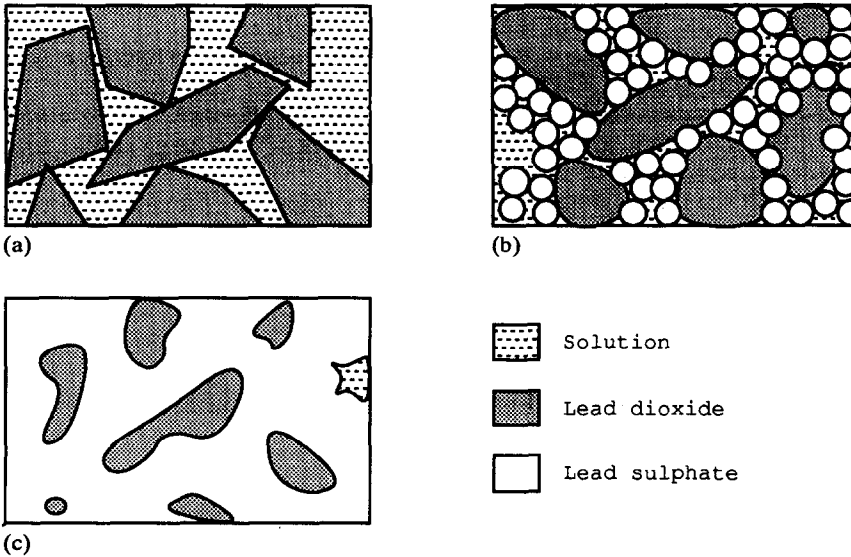 (a)
(b)
Solution
Lead dioxide
Lead sulphate
(c)